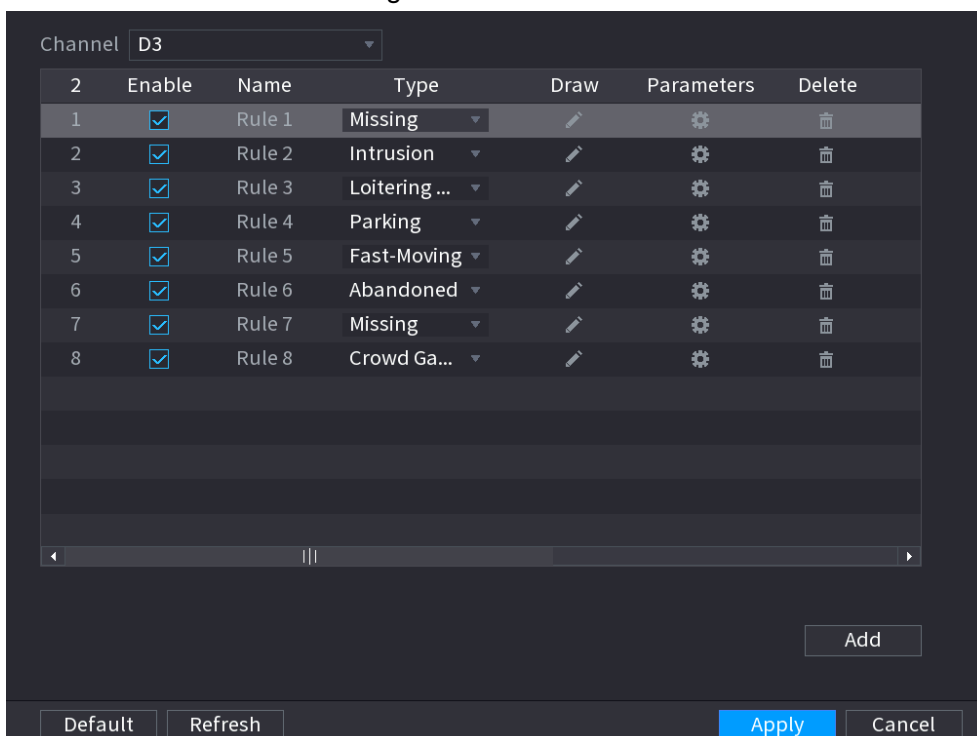 Channel D3
2 Enable Name Type Draw Parameters Delete
1 Rule 1 Missing
2 Rule 2 Intrusion
3 Rule 3 Loitering ...
4 Rule 4 Parking
5 Rule 5 Fast-Moving
6 Rule 6 Abandoned
7 Rule 7 Missing
8 Rule 8 Crowd Ga...
Add
Default Refresh Apply Cancel